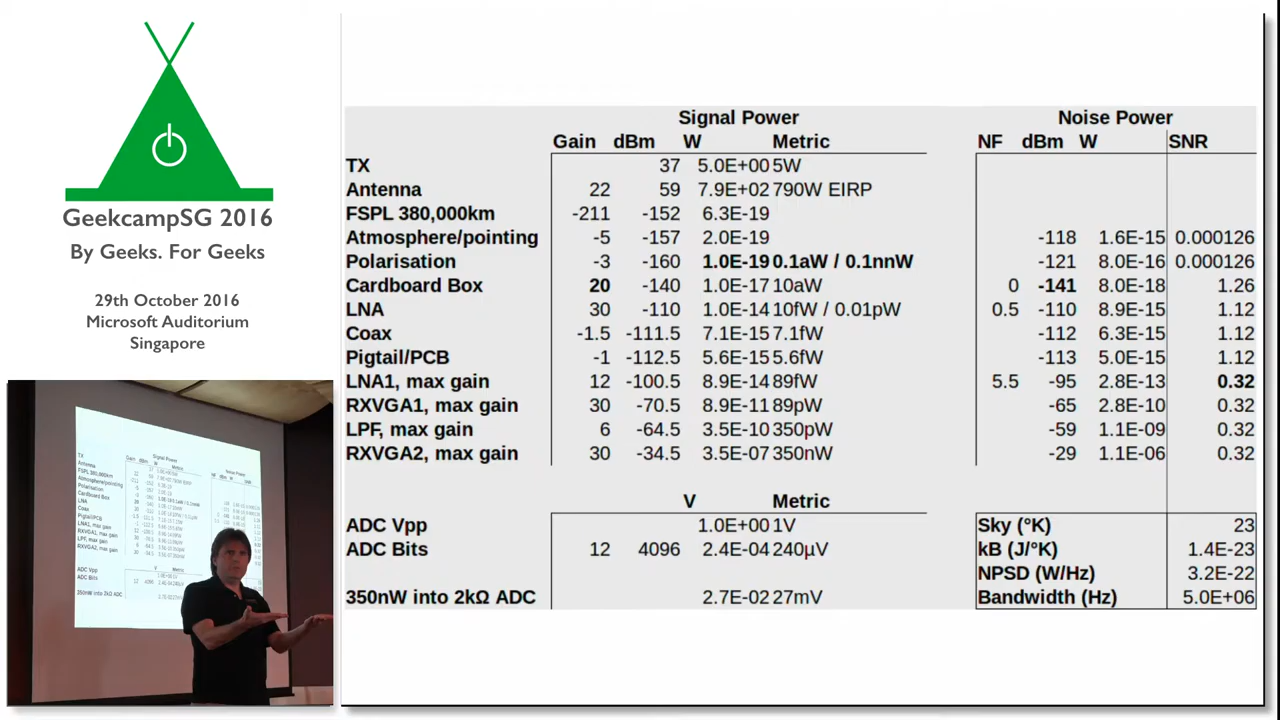 GeekcampSG 2016
By Geeks. For Geeks
29th October 2016
Microsoft Auditorium
Singapore
Signal Power Noise Power
Gain dBm W Metric NF dBm W SNR
TX 37 5.0E+00 5W
Antenna 22 59 7.9E+02 790W EIRP
FSPL 380,000km -211 -152 6.3E-19
Atmosphere/pointing -5 -157 2.0E-19 -118 1.6E-15 0.000126
Polarisation -3 -160 1.0E-19 0.1aW / 0.1nnW -121 8.0E-16 0.000126
Cardboard Box 20 -140 1.0E-17 10aW 0 -141 8.0E-18 1.26
LNA 30 -110 1.0E-14 10fW / 0.01pW 0.5 -110 8.9E-15 1.12
Coax -1.5 -111.5 7.1E-15 7.1fW -112 6.3E-15 1.12
Pigtail/PCB -1 -112.5 5.6E-15 5.6fW -113 5.0E-15 1.12
LNA1, max gain 12 -100.5 8.9E-14 89fW 5.5 -95 2.8E-13 0.32
RXVGA1, max gain 30 -70.5 8.9E-11 89pW -65 2.8E-10 0.32
LPF, max gain 6 -64.5 3.5E-10 350pW -59 1.1E-09 0.32
RXVGA2, max gain 30 -34.5 3.5E-07 350nW -29 1.1E-06 0.32
V Metric
ADC Vpp 1.0E+00 1V Sky (°K) 23
ADC Bits 12 4096 2.4E-04 240µV kB (J/°K) 1.4E-23
NPSD (W/Hz) 3.2E-22
350nW into 2kΩ ADC 2.7E-02 27mV Bandwidth (Hz) 5.0E+06